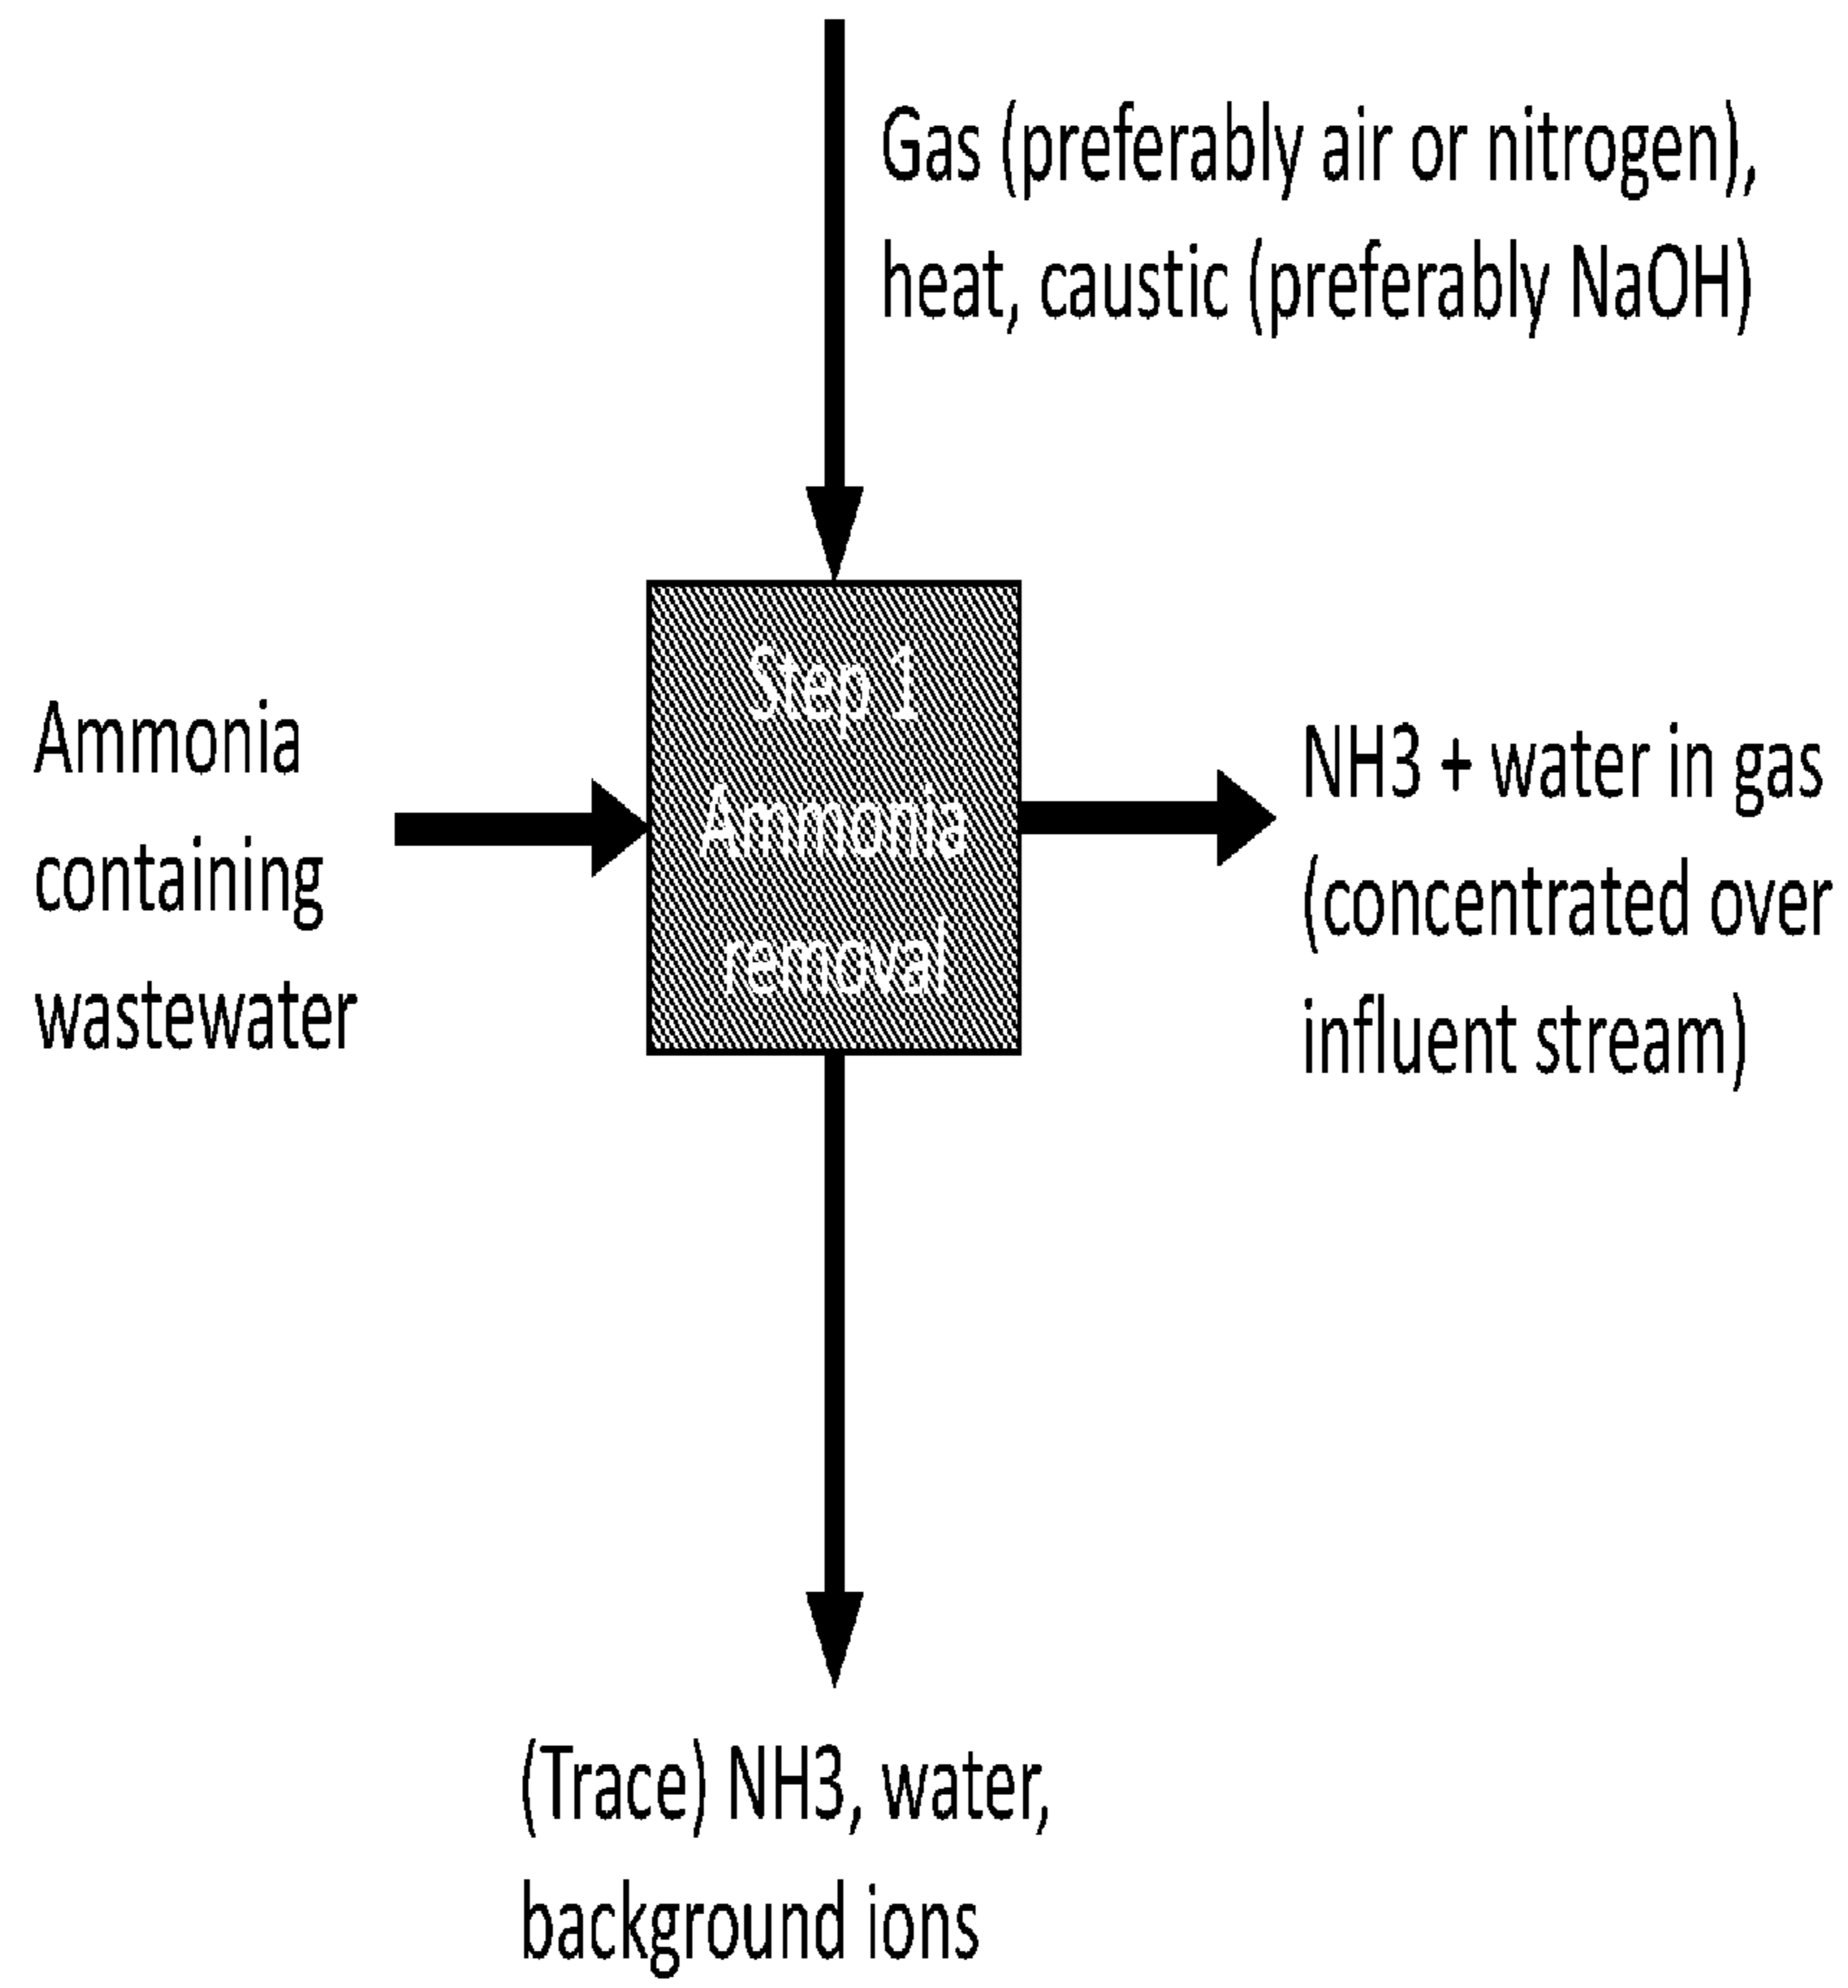 Gas (preferably air or nitrogen),
heat, caustic (preferably NaOH)
Step 1
Ammonia
removal
Ammonia
containing
wastewater
NH3 + water in gas
(concentrated over
influent stream)
(Trace) NH3, water,
background ions